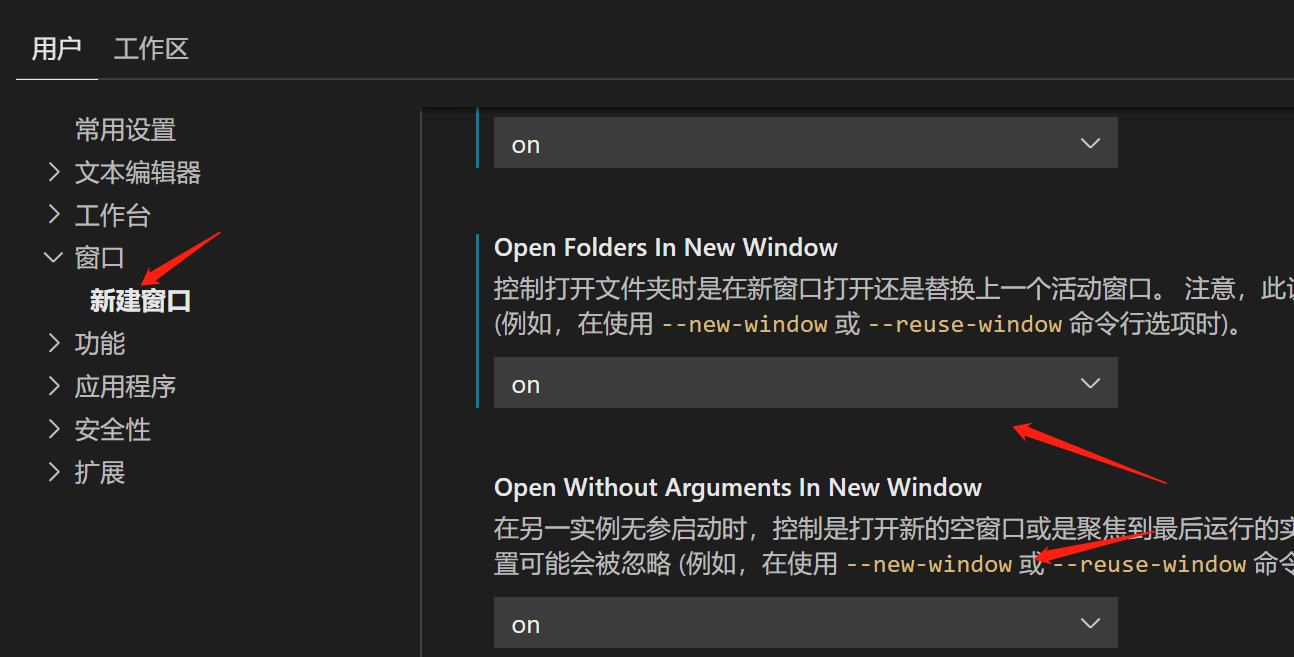 用户 工作区
常用设置
文本编辑器
工作台
窗口
新建窗口
功能
应用程序
安全性
扩展
on
Open Folders In New Window
控制打开文件夹时是在新窗口打开还是替换上一个活动窗口。 注意，此
(例如，在使用 --new-window 或 --reuse-window 命令行选项时)。
on
Open Without Arguments In New Window
在另一实例无参启动时，控制是打开新的空窗口或是聚焦到最后运行的
置可能会被忽略 (例如，在使用 --new-window 或 --reuse-window 命
on